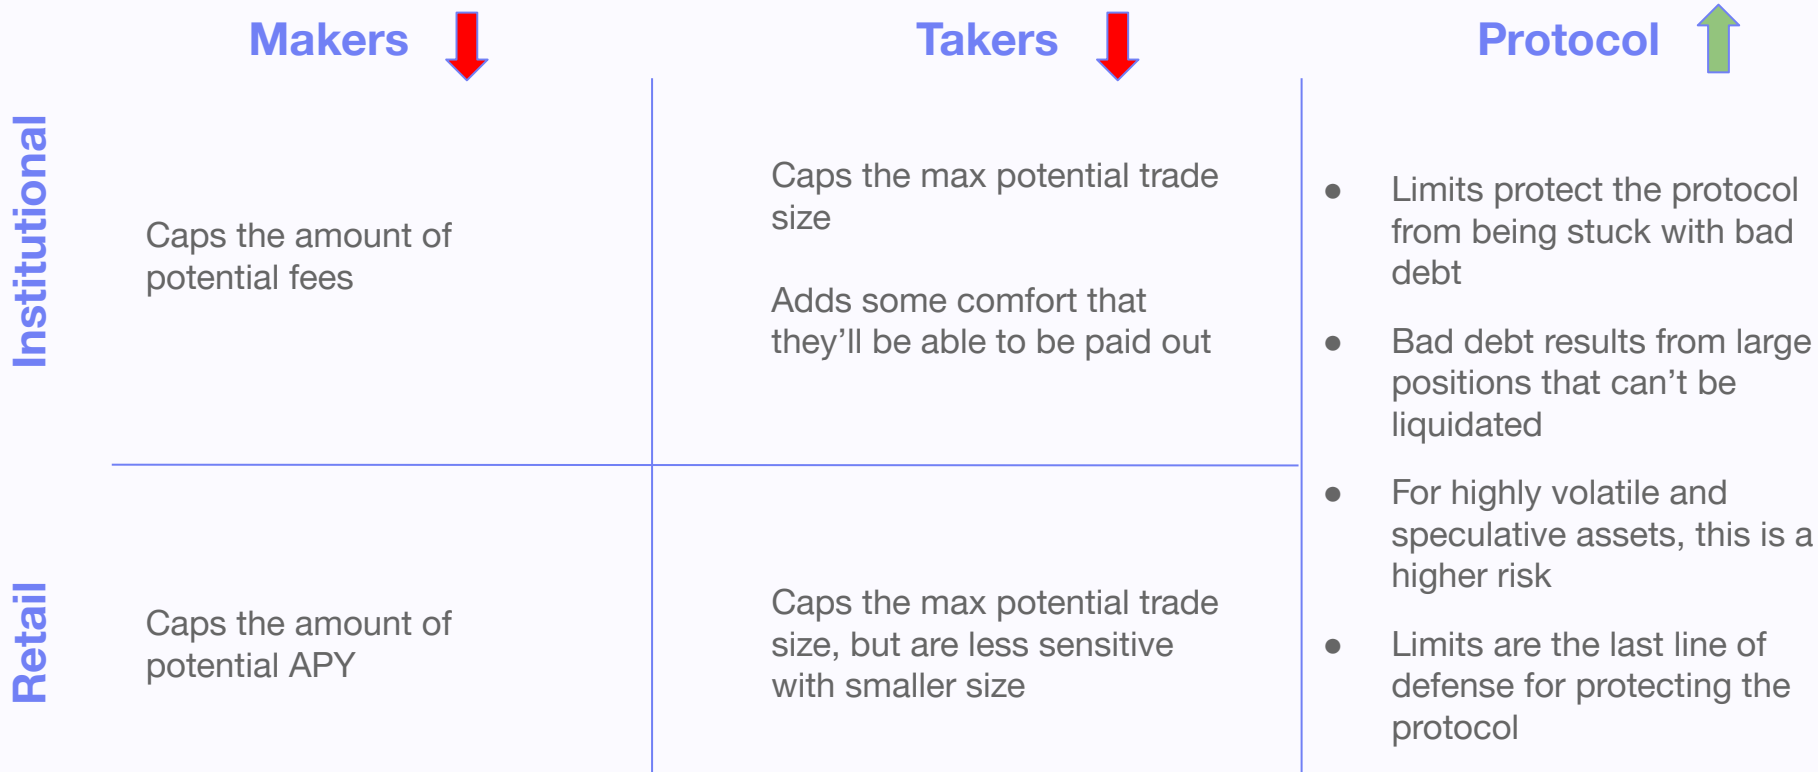 Makers
Takers
Protocol
Institutional
Caps the amount of
potential fees
Caps the max potential trade
size
Adds some comfort that
they’ll be able to be paid out
Retail
Caps the amount of
potential APY
Caps the max potential trade
size, but are less sensitive
with smaller size
● Limits protect the protocol
from being stuck with bad
debt
● Bad debt results from large
positions that can’t be
liquidated
● For highly volatile and
speculative assets, this is a
higher risk
● Limits are the last line of
defense for protecting the
protocol